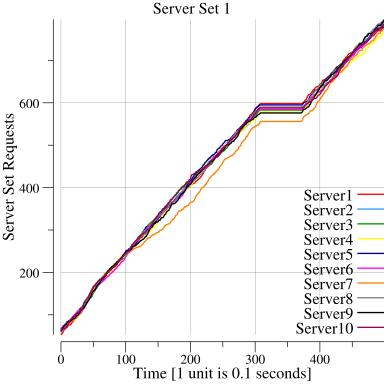 Server Set 1
Server Set Requests
600
400
200
Server1
Server2
Server3
Server4
Server5
Server6
Server7
Server8
Server9
Server10
0 100 200 300 400
Time [1 unit is 0.1 seconds]